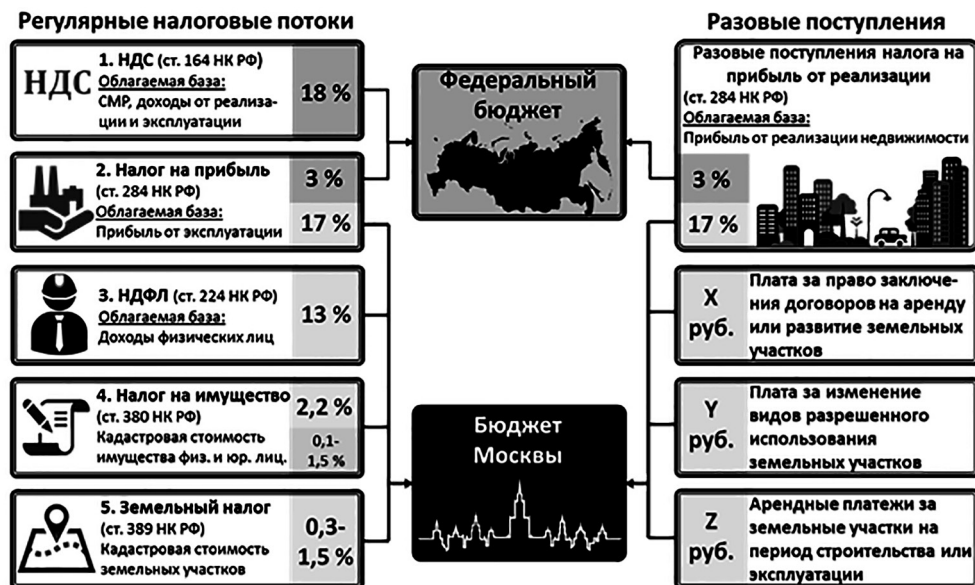 Регулярные налоговые потоки
НДС
1. НДС (ст. 164 НК РФ)
Облагаемая база:
СМР, доходы от реализа-
ции и эксплуатации
18 %
2. Налог на прибыль
(ст. 284 НК РФ)
Облагаемая база:
Прибыль от эксплуатации
3 %
17 %
3. НДФЛ (ст. 224 НК РФ)
Облагаемая база:
Доходы физических лиц
13 %
4. Налог на имущество
(ст. 380 НК РФ)
Кадастровая стоимость
имущества физ. и юр. лиц.
2,2 %
0,1-
1,5 %
5. Земельный налог
(ст. 389 НК РФ)
Кадастровая стоимость
земельных участков
0,3-
1,5 %
Федеральный
бюджет
Бюджет
Москвы
Разовые поступления
Разовые поступления налога на
прибыль от реализации
(ст. 284 НК РФ)
Облагаемая база:
Прибыль от реализации недвижимости
3 %
17 %
X
руб.
Плата за право заключе-
ния договоров на аренду
или развитие земельных
участков
Y
руб.
Плата за изменение
видов разрешенного
использования
земельных участков
Z
руб.
Арендные платежи за
земельные участки на
период строительства или
эксплуатации